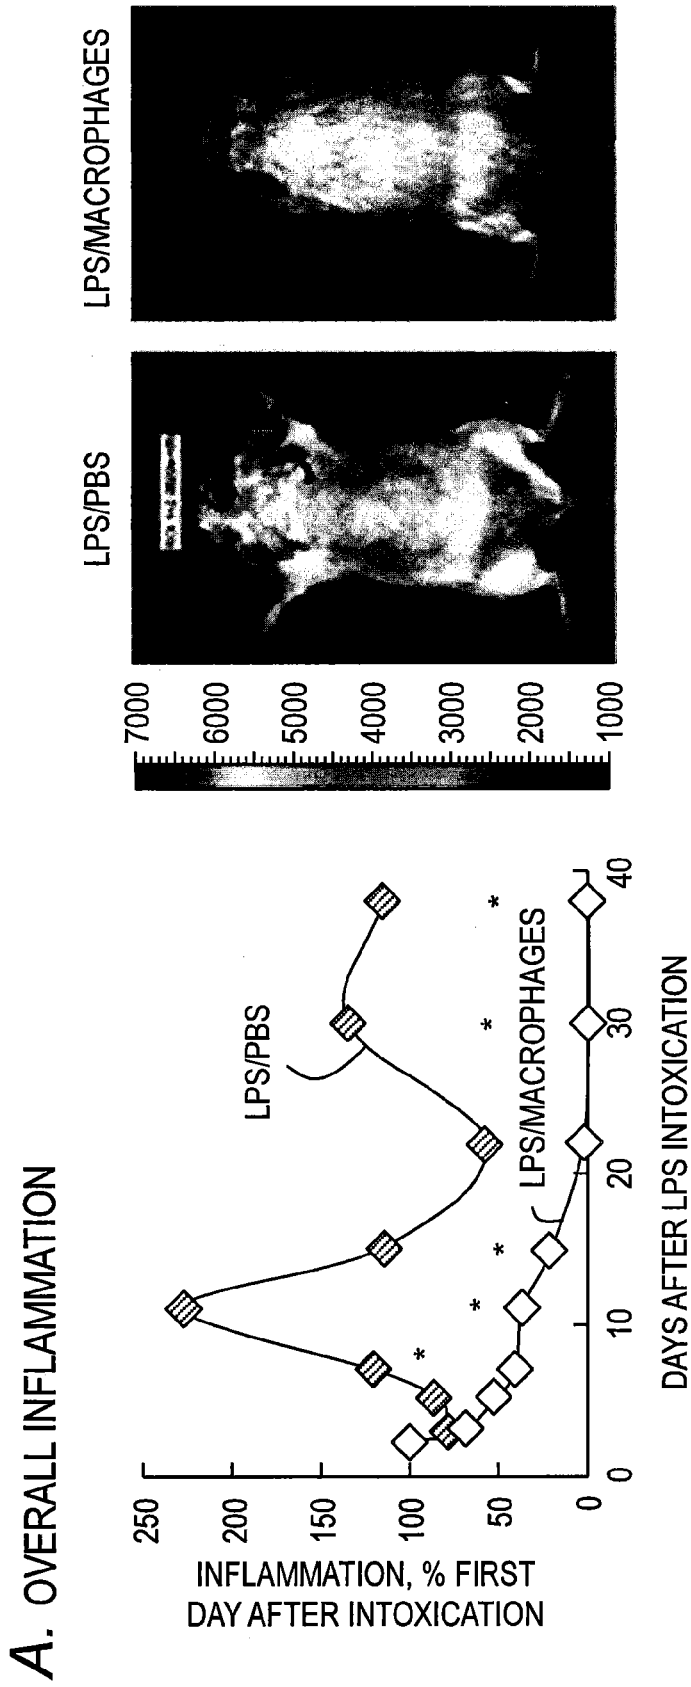 A. OVERALL INFLAMMATION
INFLAMMATION, % FIRST
DAY AFTER INTOXICATION
250
200
150
100
50
0
LPS/PBS
*
*
*
*
*
LPS/MACROPHAGES
0
10
20
30
40
DAYS AFTER LPS INTOXICATION
7000
6000
5000
4000
3000
2000
1000
LPS/PBS
LPS/MACROPHAGES